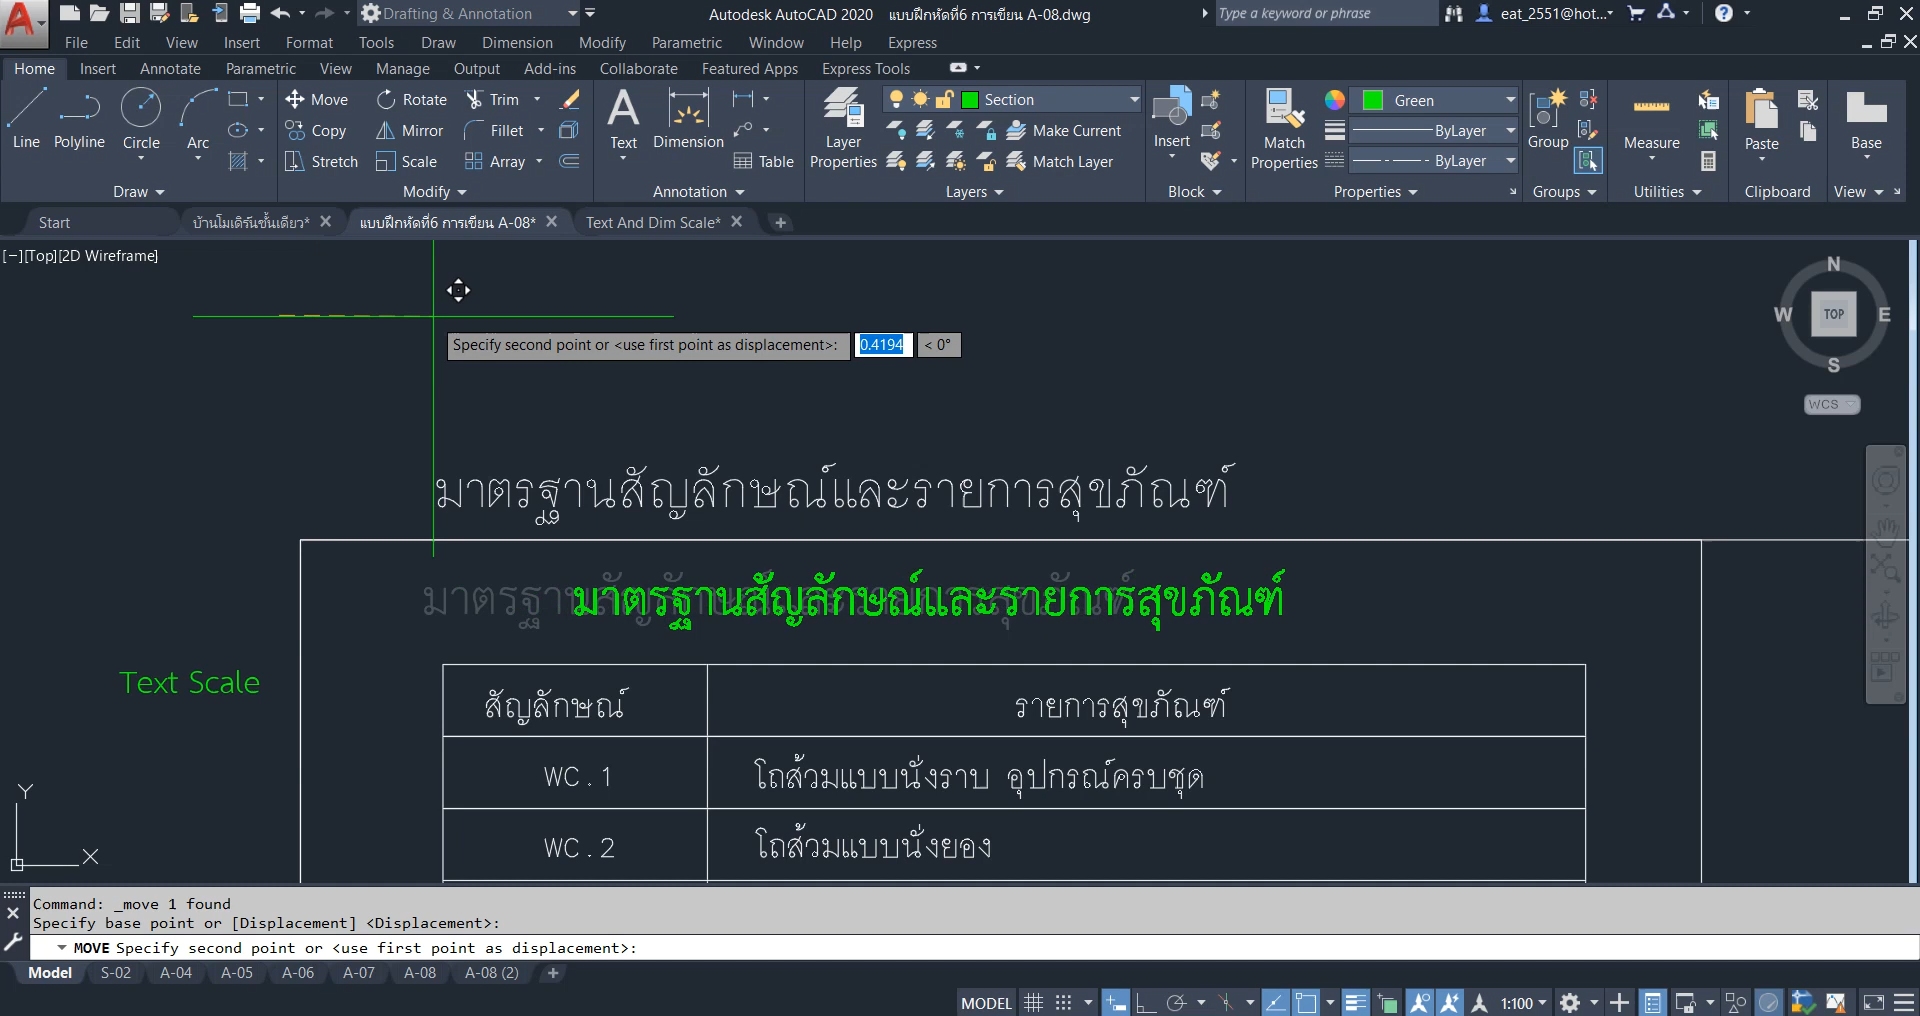 Drafting & Annotation
Autodesk AutoCAD 2020 แบบฝึกหัดที่6 การเขียน A-08.dwg
Type a keyword or phrase
eat_2551@hot...
File Edit View Insert Format Tools Draw Dimension Modify Parametric Window Help Express
Home Insert Annotate Parametric View Manage Output Add-ins Collaborate Featured Apps Express Tools
Line Polyline Circle Arc
Move Rotate Trim
Copy Mirror Fillet
Stretch Scale Array
Text Dimension Table
Layer Properties
Section
Make Current
Match Layer
Insert
Match Properties
Green
ByLayer
ByLayer
Group
Measure
Paste
Base
Draw Modify Annotation Layers Block Properties Groups Utilities Clipboard View
Start บ้านโมเดิร์นชั้นเดียว* แบบฝึกหัดที่6 การเขียน A-08* Text And Dim Scale*
[−][Top][2D Wireframe]
N
W TOP E
S
WCS
Specify second point or <use first point as displacement>: 0.4194 < 0°
มาตรฐานสัญลักษณ์และรายการสุขภัณฑ์
มาตรฐานสัญลักษณ์และรายการสุขภัณฑ์
Text Scale
สัญลักษณ์ รายการสุขภัณฑ์
WC.1 โถส้วมแบบนั่งราบ อุปกรณ์ครบชุด
WC.2 โถส้วมแบบนั่งยอง
Y
X
Command: _move 1 found
Specify base point or [Displacement] <Displacement>:
MOVE Specify second point or <use first point as displacement>:
Model S-02 A-04 A-05 A-06 A-07 A-08 A-08 (2)
MODEL 1:100